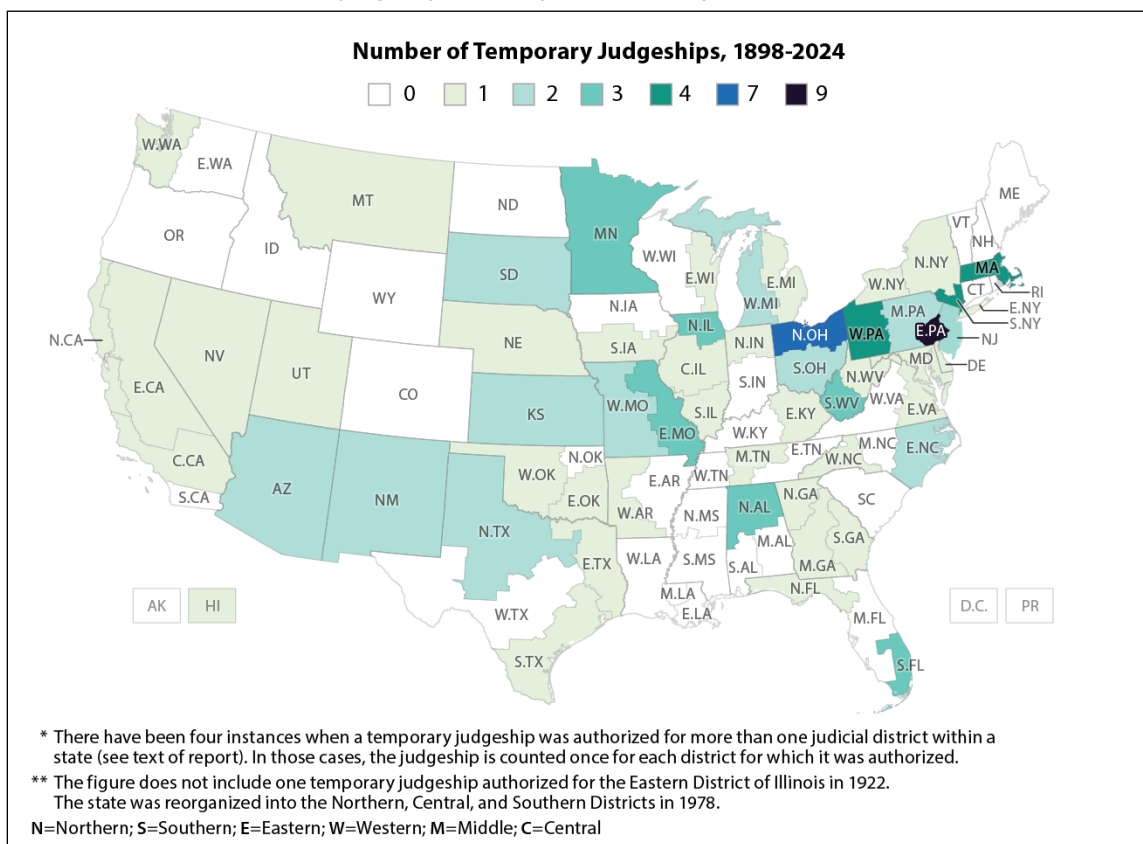 Number of Temporary Judgeships, 1898-2024
0 1 2 3 4 7 9
W.WA
E.WA
MT
ND
MN
ME
VT
NH
OR
ID
WY
SD
W.WI
E.WI
W.MI
E.MI
N.NY
W.NY
MA
CT
RI
E.NY
S.NY
N.CA
NV
UT
CO
NE
N.IA
S.IA
N.IL
C.IL
S.IL
N.IN
S.IN
N.OH
S.OH
W.PA
M.PA
E.PA
NJ
MD
DE
E.CA
C.CA
S.CA
AZ
NM
KS
W.MO
E.MO
E.KY
W.KY
N.WV
S.WV
W.VA
E.VA
N.OK
W.OK
E.OK
W.AR
E.AR
W.TN
M.TN
E.TN
W.NC
M.NC
E.NC
SC
N.TX
E.TX
W.TX
S.TX
W.LA
M.LA
E.LA
N.MS
S.MS
N.AL
M.AL
S.AL
N.GA
M.GA
S.GA
N.FL
M.FL
S.FL
AK
HI
D.C.
PR
* There have been four instances when a temporary judgeship was authorized for more than one judicial district within a
state (see text of report). In those cases, the judgeship is counted once for each district for which it was authorized.
** The figure does not include one temporary judgeship authorized for the Eastern District of Illinois in 1922.
The state was reorganized into the Northern, Central, and Southern Districts in 1978.
N=Northern; S=Southern; E=Eastern; W=Western; M=Middle; C=Central